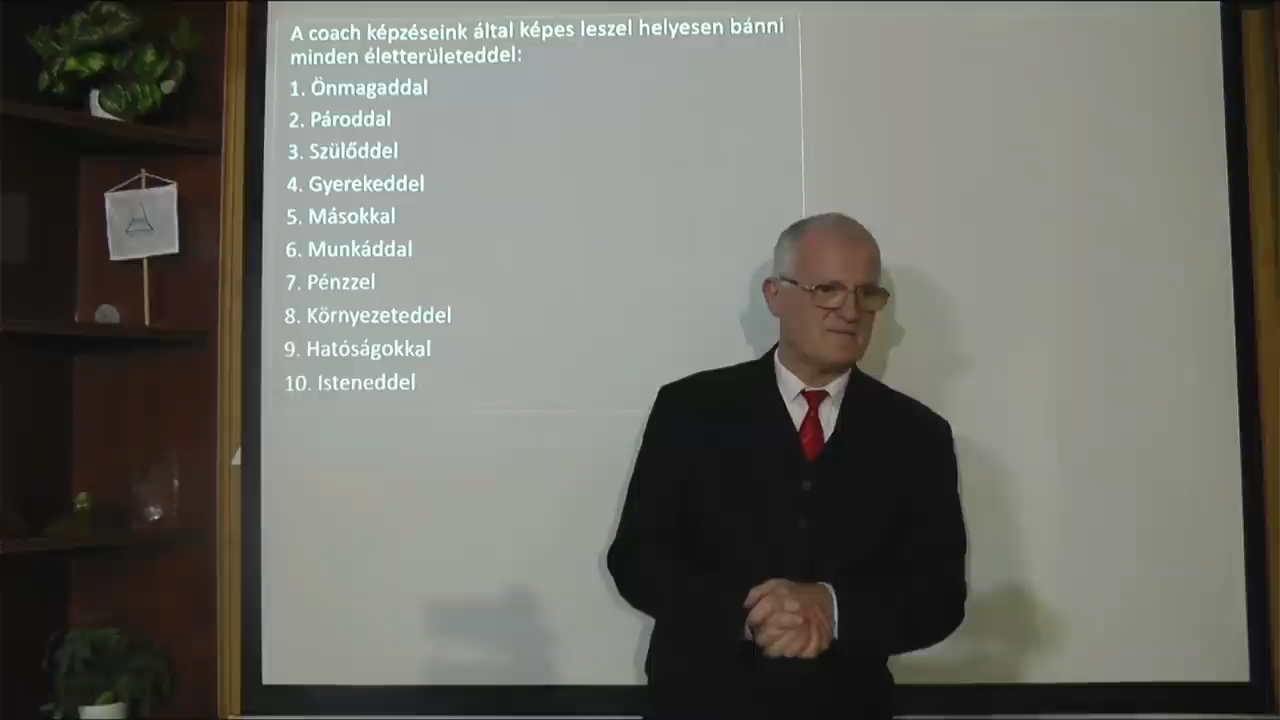 A coach képzéseink által képes leszel helyesen bánni
minden életterületeddel:
1. Önmagaddal
2. Pároddal
3. Szülőddel
4. Gyerekeddel
5. Másokkal
6. Munkáddal
7. Pénzzel
8. Környezeteddel
9. Hatóságokkal
10. Isteneddel